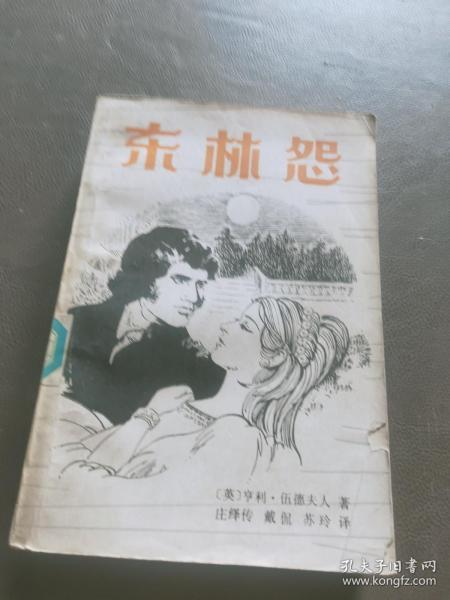 东林怨
〔英〕亨利·伍德夫人 著
庄绎传 戴侃 苏玲 译
孔夫子旧书网
www.kongfz.com